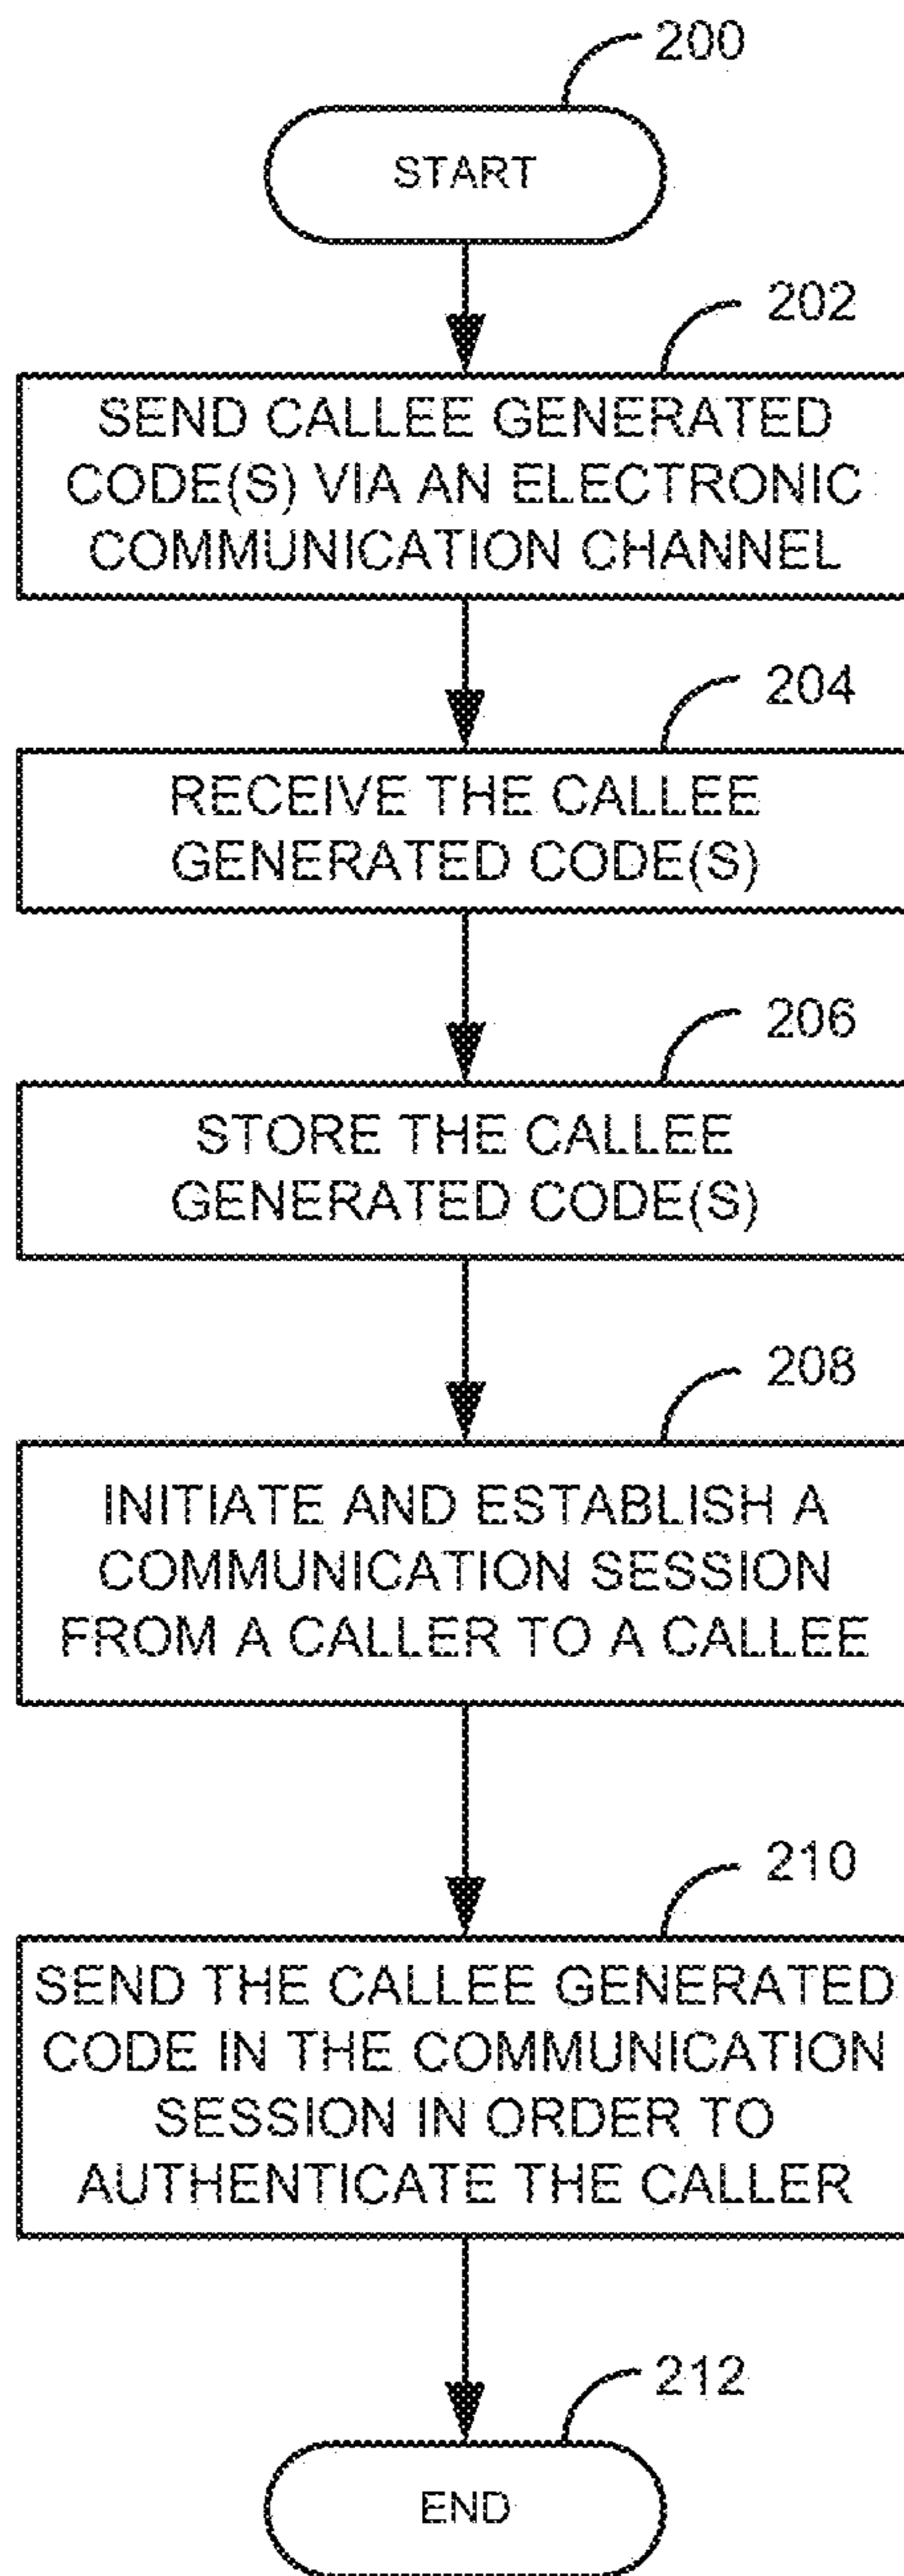 200
START
202
SEND CALLEE GENERATED
CODE(S) VIA AN ELECTRONIC
COMMUNICATION CHANNEL
204
RECEIVE THE CALLEE
GENERATED CODE(S)
206
STORE THE CALLEE
GENERATED CODE(S)
208
INITIATE AND ESTABLISH A
COMMUNICATION SESSION
FROM A CALLER TO A CALLEE
210
SEND THE CALLEE GENERATED
CODE IN THE COMMUNICATION
SESSION IN ORDER TO
AUTHENTICATE THE CALLER
212
END